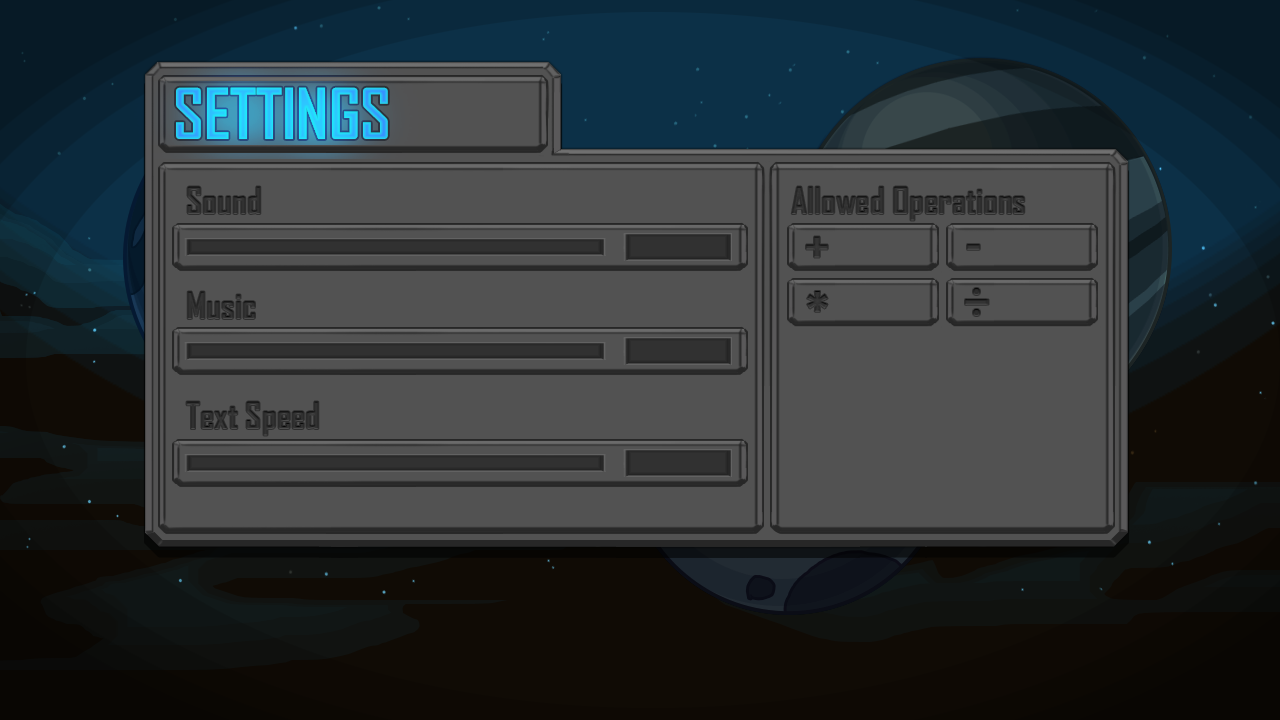 SETTINGS
Sound
Music
Text Speed
Allowed Operations
+ -
* ÷